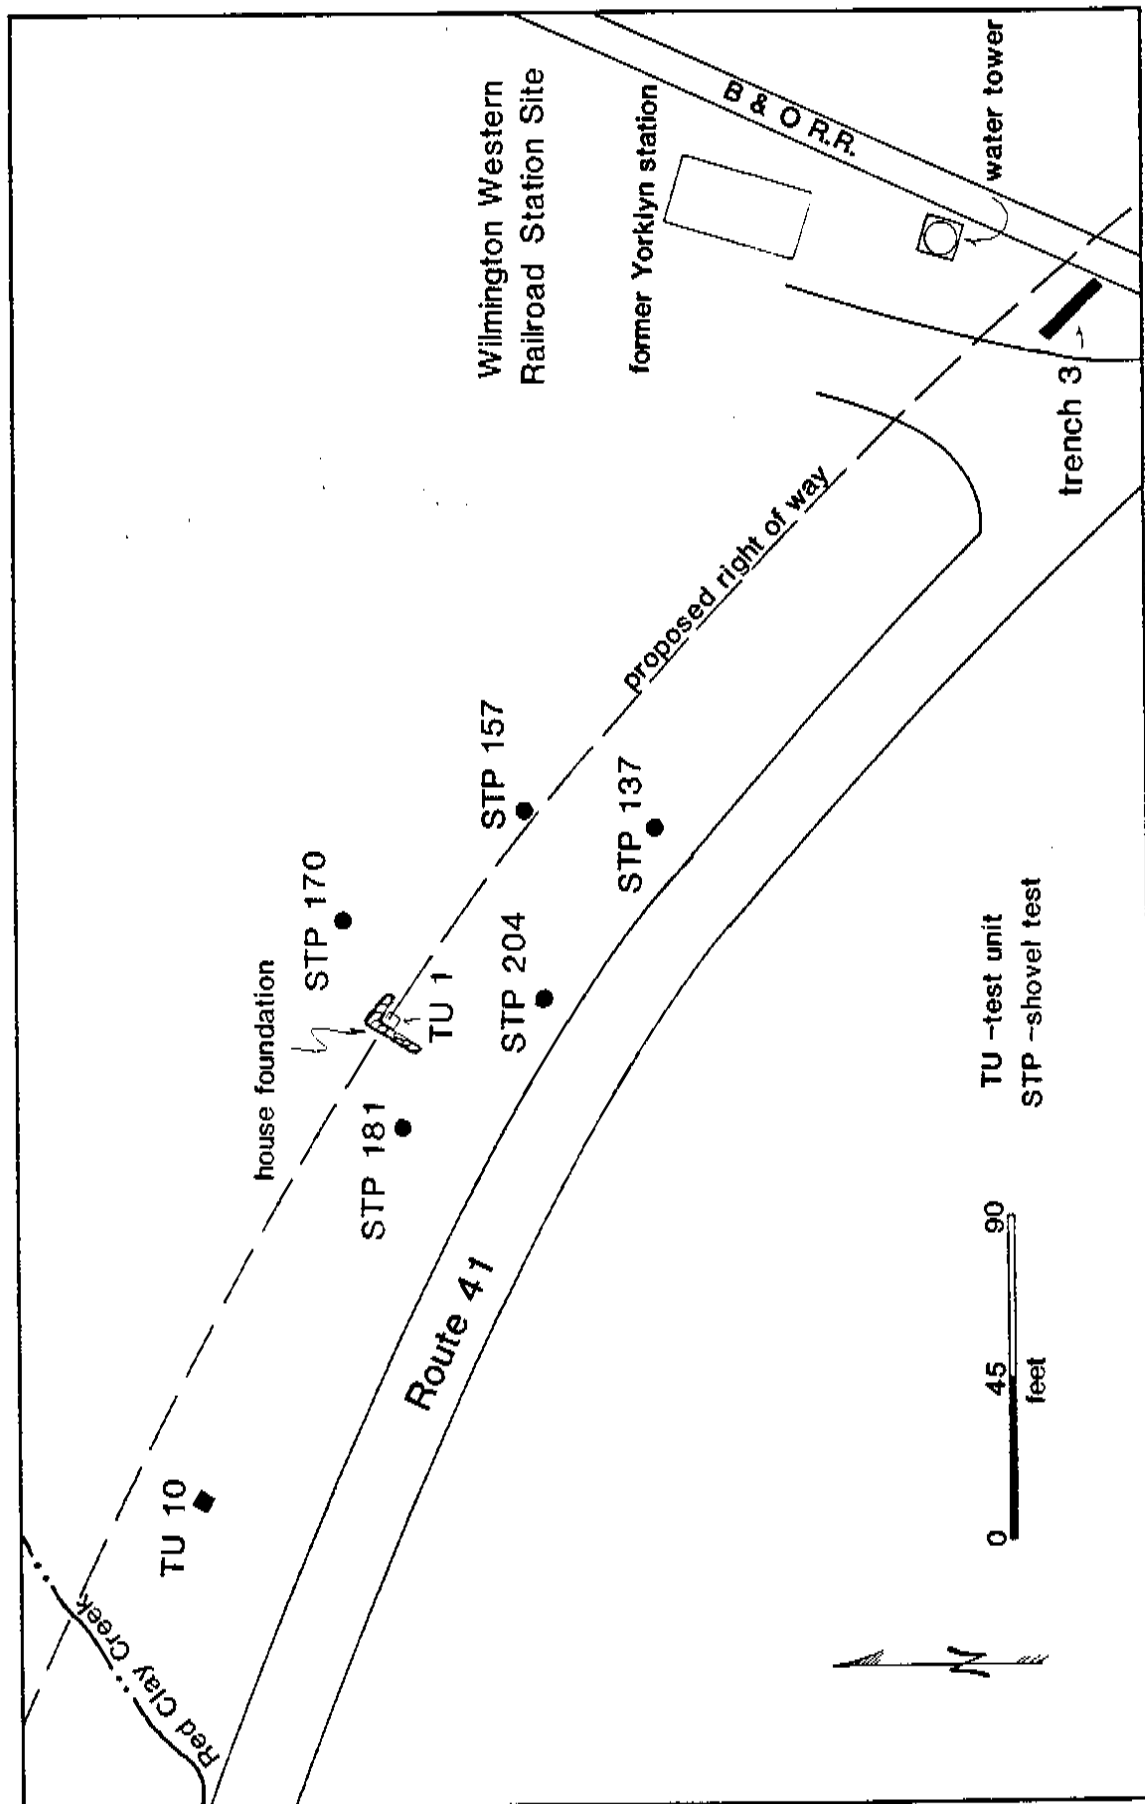 Wilmington Western
Railroad Station Site
former Yorklyn station
B & O R.R.
water tower
trench 3
proposed right of way
STP 157
STP 137
STP 170
house foundation
TU 1
STP 204
STP 181
Route 41
TU 10
Red Clay Creek
N
0 45 90
feet
TU -test unit
STP -shovel test